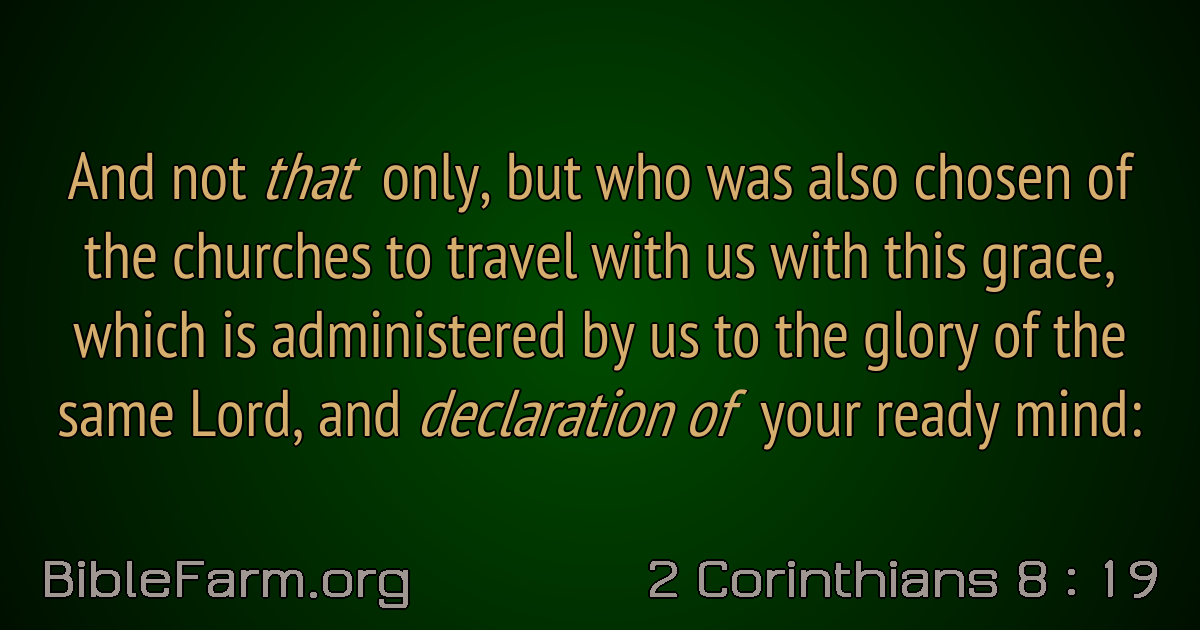 And not that only, but who was also chosen of
the churches to travel with us with this grace,
which is administered by us to the glory of the
same Lord, and declaration of your ready mind:
BibleFarm.org
2 Corinthians 8 : 19